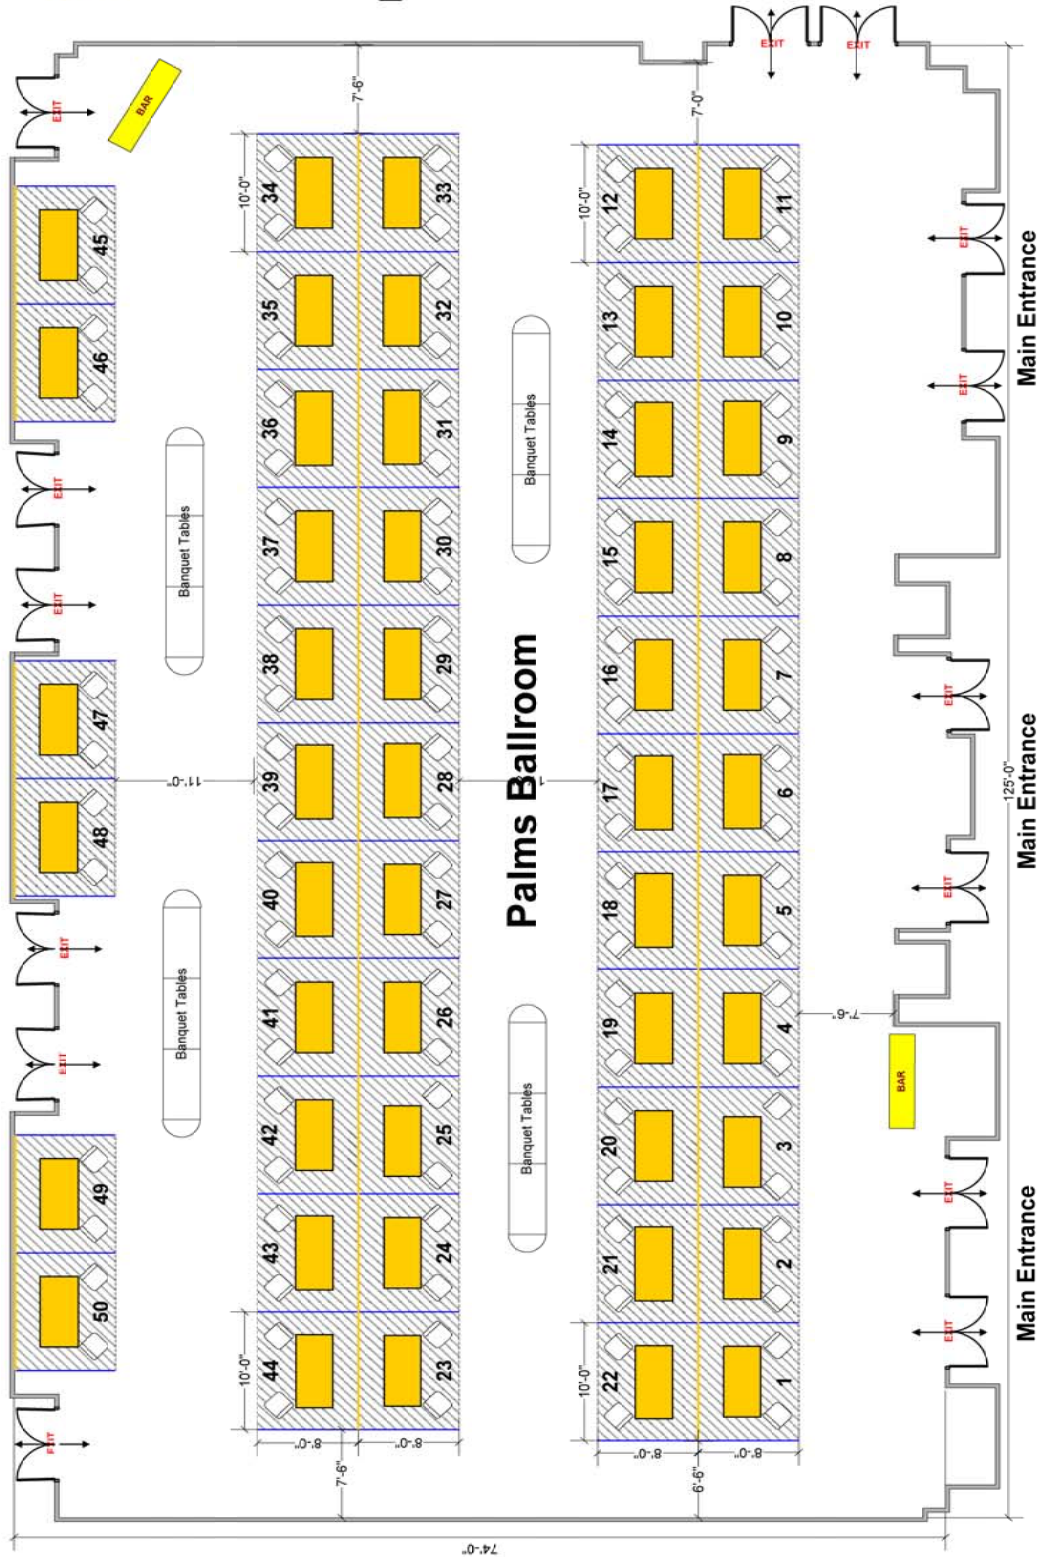 74'-0"
EXIT
EXIT
EXIT
EXIT
EXIT
EXIT
50 49 48 47 46 45
BAR
Banquet Tables
Banquet Tables
11'-0"
10'-0"
10'-0"
44 43 42 41 40 39 38 37 36 35 34
8'-0"
7'-6"
7'-6"
8'-0"
23 24 25 26 27 28 29 30 31 32 33
Banquet Tables
Banquet Tables
Palms Ballroom
10'-0"
10'-0"
22 21 20 19 18 17 16 15 14 13 12
8'-0"
6'-6"
7'-0"
8'-0"
1 2 3 4 5 6 7 8 9 10 11
EXIT
EXIT
7'-6"
BAR
EXIT
EXIT
EXIT
EXIT
EXIT
EXIT
125'-0"
Main Entrance
Main Entrance
Main Entrance